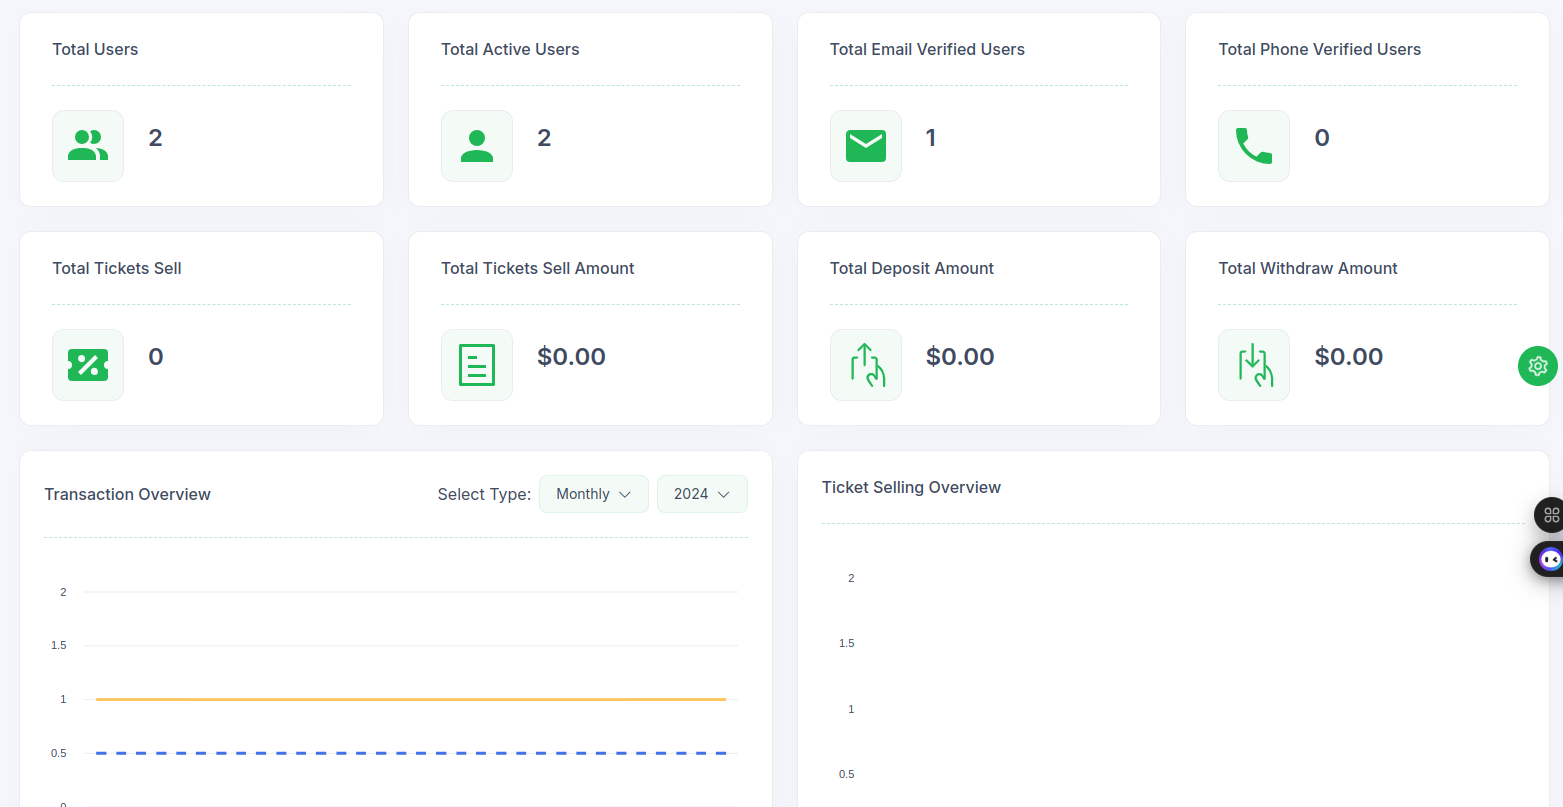 Total Users
2
Total Active Users
2
Total Email Verified Users
1
Total Phone Verified Users
0
Total Tickets Sell
0
Total Tickets Sell Amount
$0.00
Total Deposit Amount
$0.00
Total Withdraw Amount
$0.00
Transaction Overview
Select Type: Monthly 2024
2
1.5
1
0.5
0
Ticket Selling Overview
2
1.5
1
0.5